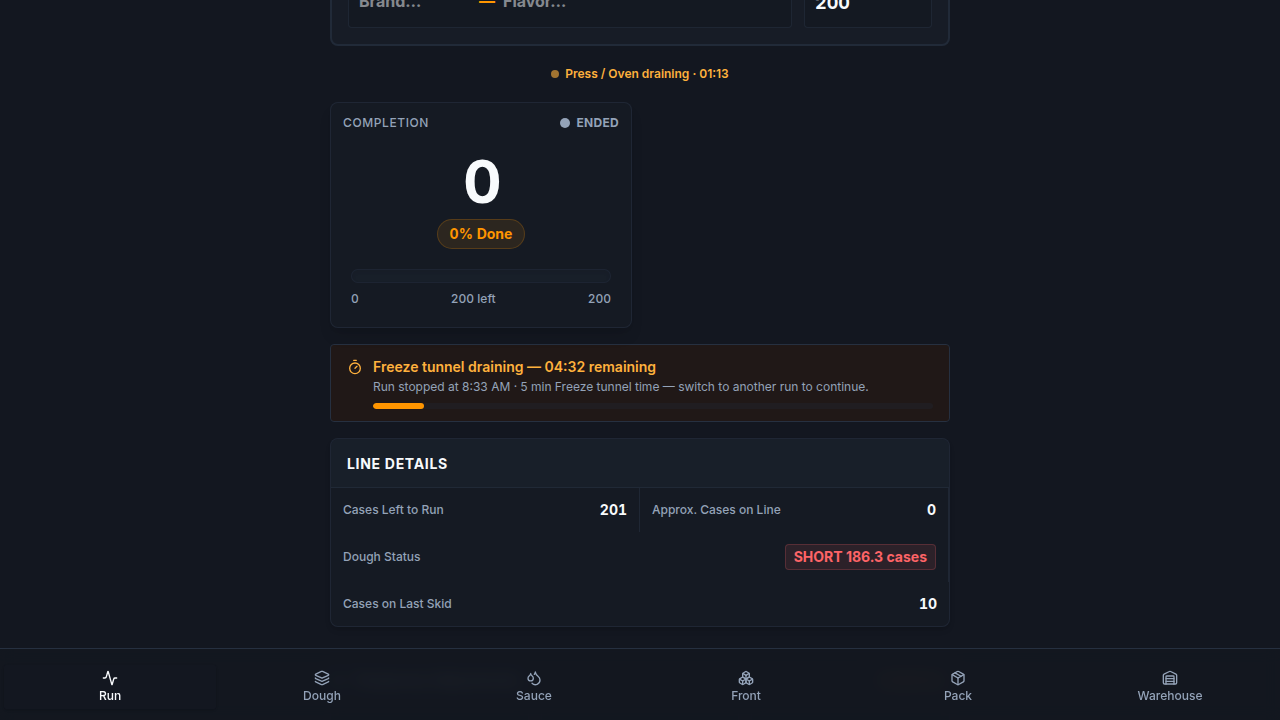 Brand... — Flavor... 200
Press / Oven draining · 01:13
COMPLETION ENDED
0
0% Done
0 200 left 200
Freeze tunnel draining — 04:32 remaining
Run stopped at 8:33 AM · 5 min Freeze tunnel time — switch to another run to continue.
LINE DETAILS
Cases Left to Run 201 Approx. Cases on Line 0
Dough Status SHORT 186.3 cases
Cases on Last Skid 10
Run Dough Sauce Front Pack Warehouse